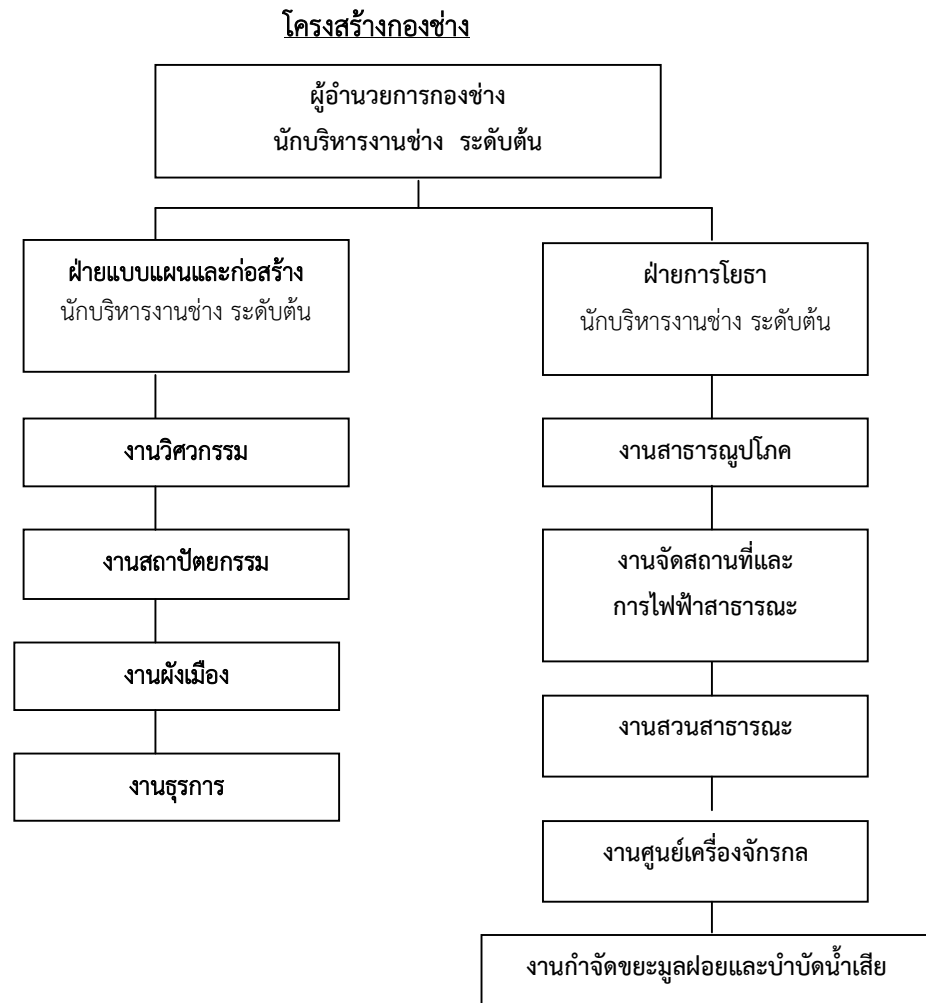 โครงสร้างกองช่าง
ผู้อำนวยการกองช่าง
นักบริหารงานช่าง ระดับต้น
ฝ่ายแบบแผนและก่อสร้าง
นักบริหารงานช่าง ระดับต้น
งานวิศวกรรม
งานสถาปัตยกรรม
งานผังเมือง
งานธุรการ
ฝ่ายการโยธา
นักบริหารงานช่าง ระดับต้น
งานสาธารณูปโภค
งานจัดสถานที่และ
การไฟฟ้าสาธารณะ
งานสวนสาธารณะ
งานศูนย์เครื่องจักรกล
งานกำจัดขยะมูลฝอยและบำบัดน้ำเสีย